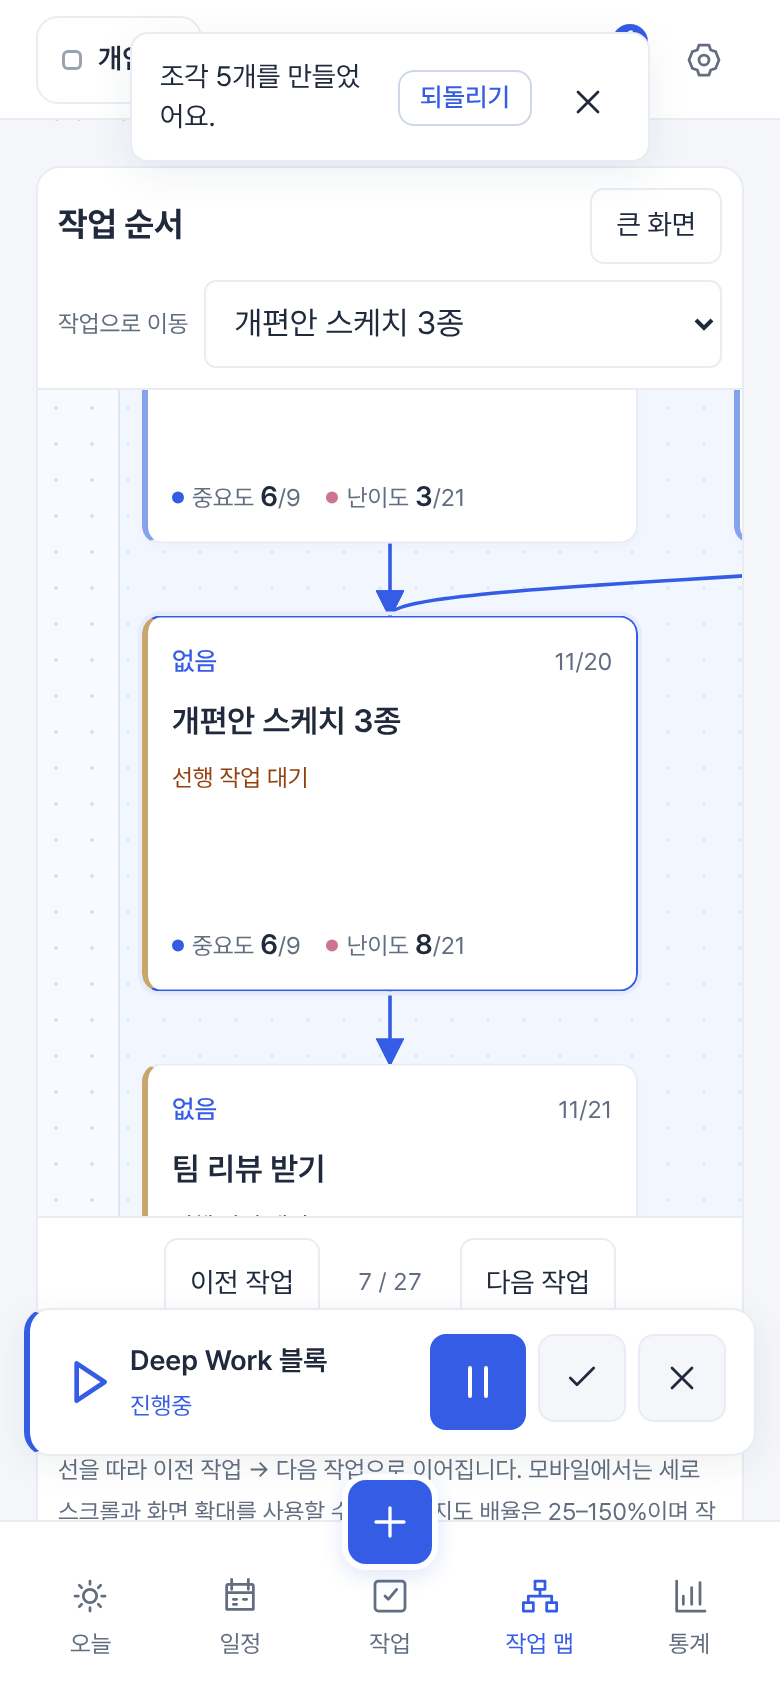 조각 5개를 만들었
어요.
되돌리기
작업 순서
큰 화면
작업으로 이동
개편안 스케치 3종
중요도 6/9 난이도 3/21
없음 11/20
개편안 스케치 3종
선행 작업 대기
중요도 6/9 난이도 8/21
없음 11/21
팀 리뷰 받기
이전 작업 7 / 27 다음 작업
Deep Work 블록
진행중
선을 따라 이전 작업 → 다음 작업으로 이어집니다. 모바일에서는 세로
스크롤과 화면 확대를 사용할 배율은 25–150%이며 작
오늘 일정 작업 작업 맵 통계